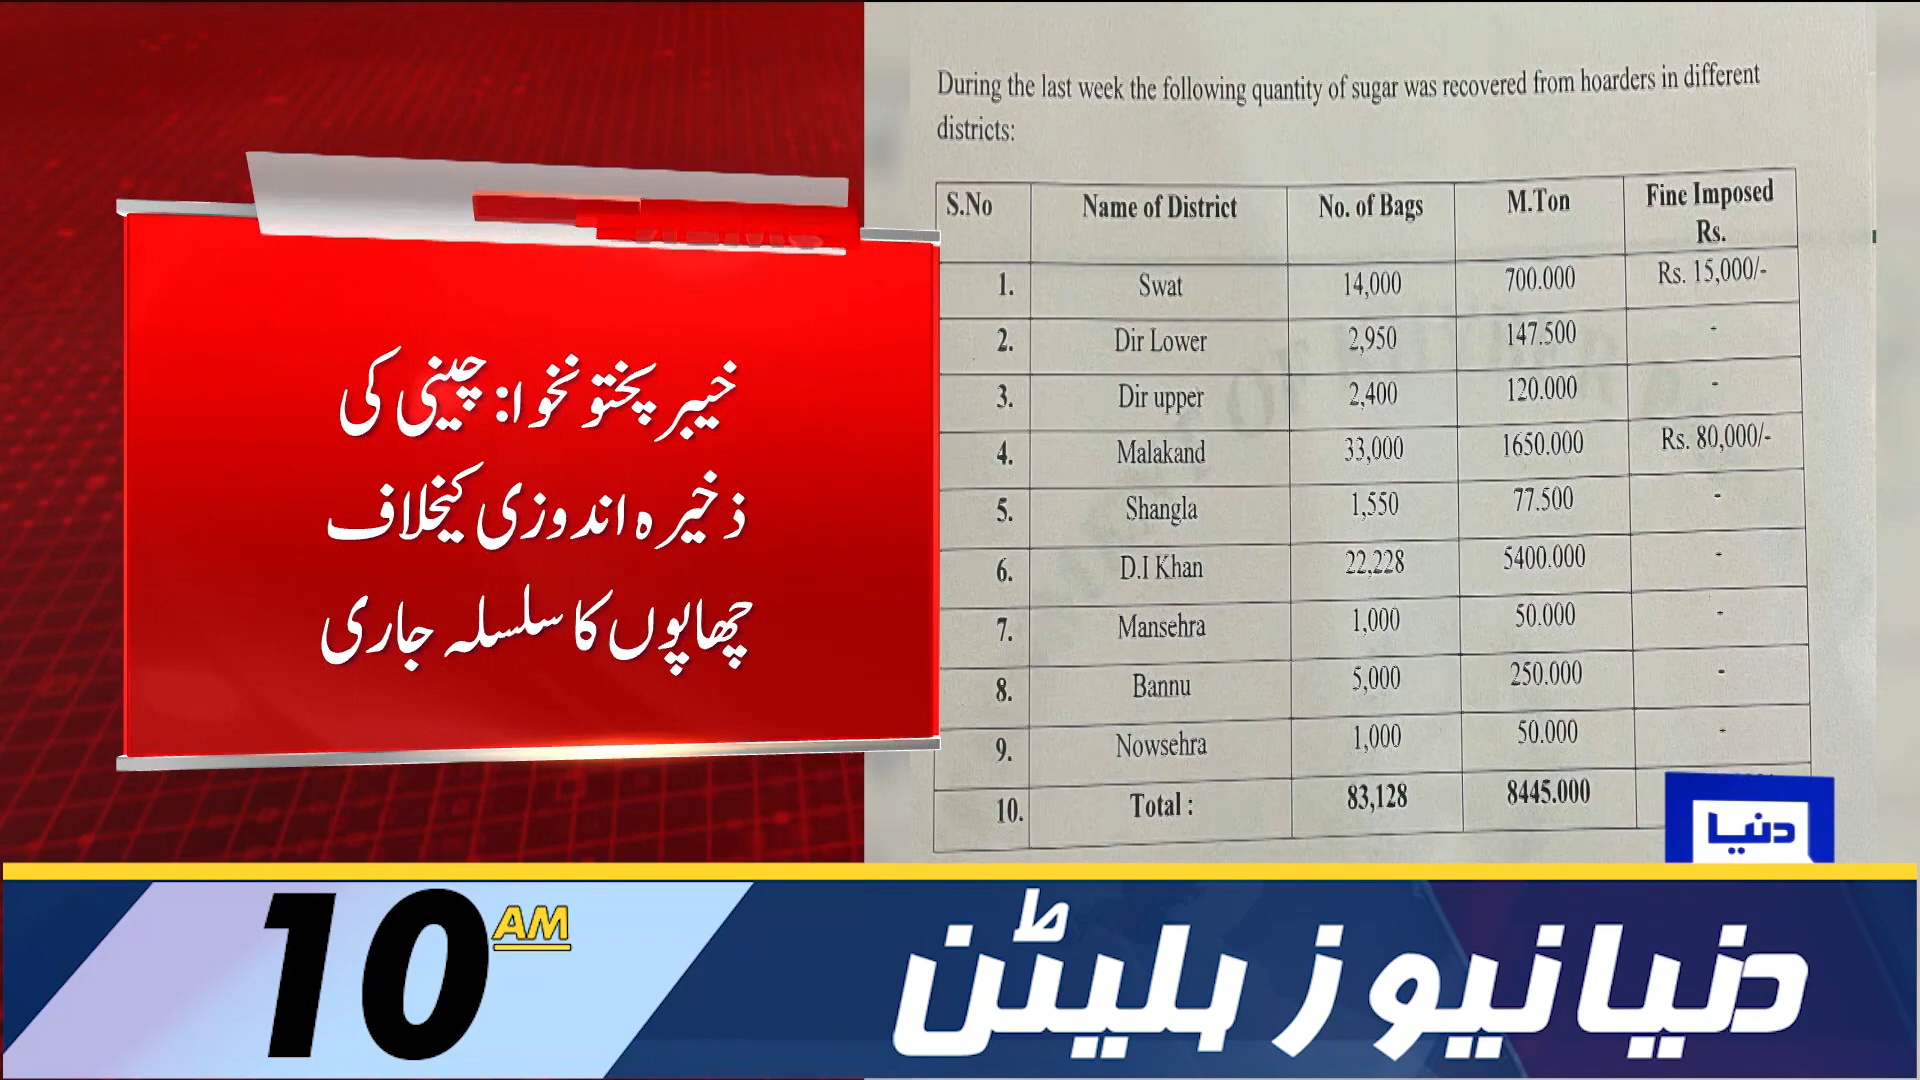 خیبر پختونخوا: چینی کی
ذخیرہ اندوزی کیخلاف
چھاپوں کا سلسلہ جاری
During the last week the following quantity of sugar was recovered from hoarders in different
districts:
S.No Name of District No. of Bags M.Ton Fine Imposed Rs.
1. Swat 14,000 700.000 Rs. 15,000/-
2. Dir Lower 2,950 147.500 -
3. Dir upper 2,400 120.000 -
4. Malakand 33,000 1650.000 Rs. 80,000/-
5. Shangla 1,550 77.500 -
6. D.I Khan 22,228 5400.000 -
7. Mansehra 1,000 50.000 -
8. Bannu 5,000 250.000 -
9. Nowsehra 1,000 50.000 -
10. Total : 83,128 8445.000
دنیا
10 AM
دنیا نیوز بلیٹن